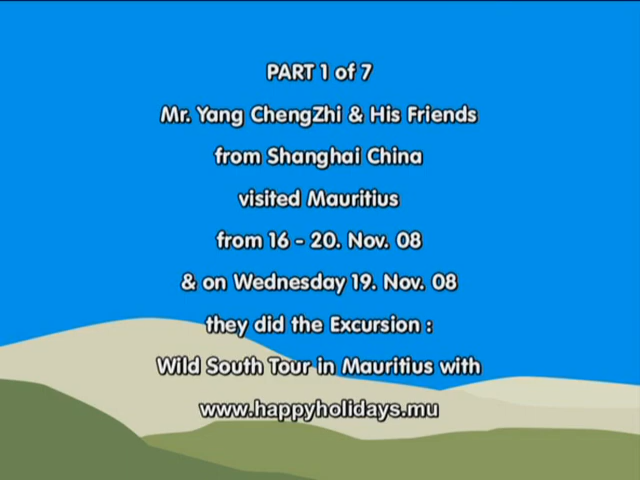 PART 1 of 7
Mr. Yang ChengZhi & His Friends
from Shanghai China
visited Mauritius
from 16 - 20. Nov. 08
& on Wednesday 19. Nov. 08
they did the Excursion :
Wild South Tour in Mauritius with
www.happyholidays.mu